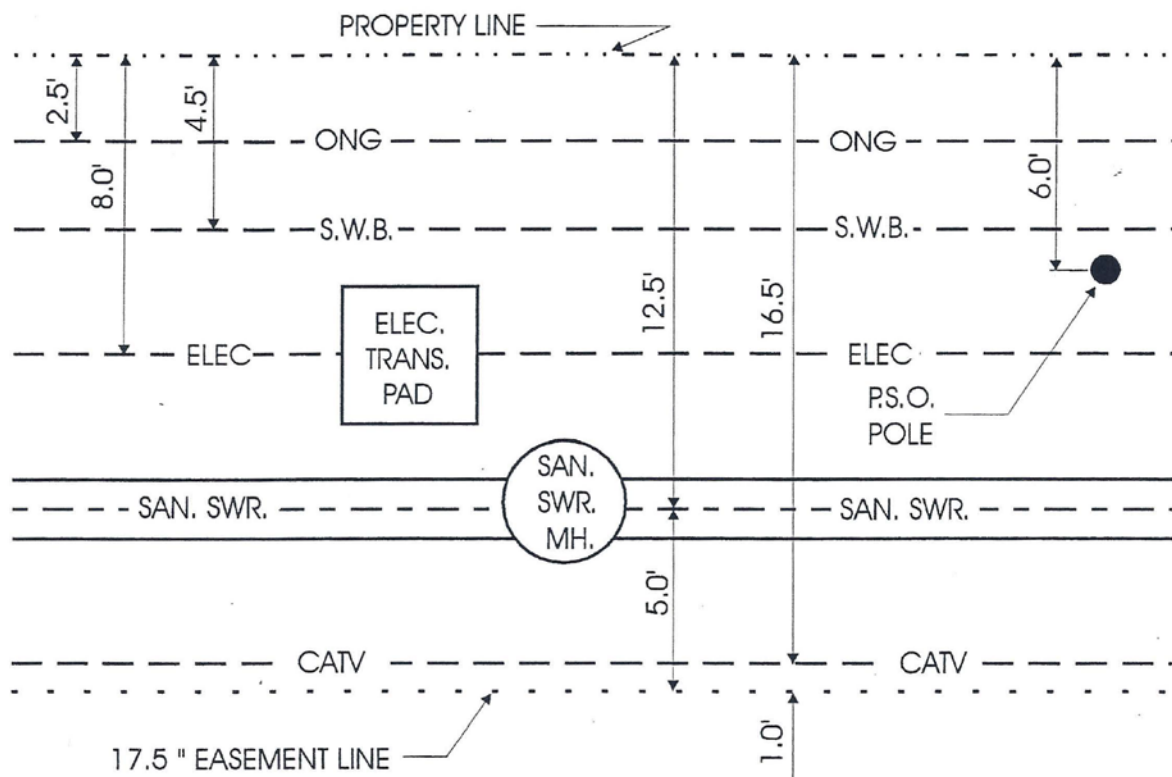 PROPERTY LINE
2.5'
4.5'
8.0'
ONG
ONG
6.0'
S.W.B.
S.W.B.
12.5'
16.5'
ELEC.
TRANS.
PAD
ELEC
ELEC
P.S.O.
POLE
SAN.
SWR.
MH.
SAN. SWR.
SAN. SWR.
5.0'
CATV
CATV
1.0'
17.5 " EASEMENT LINE